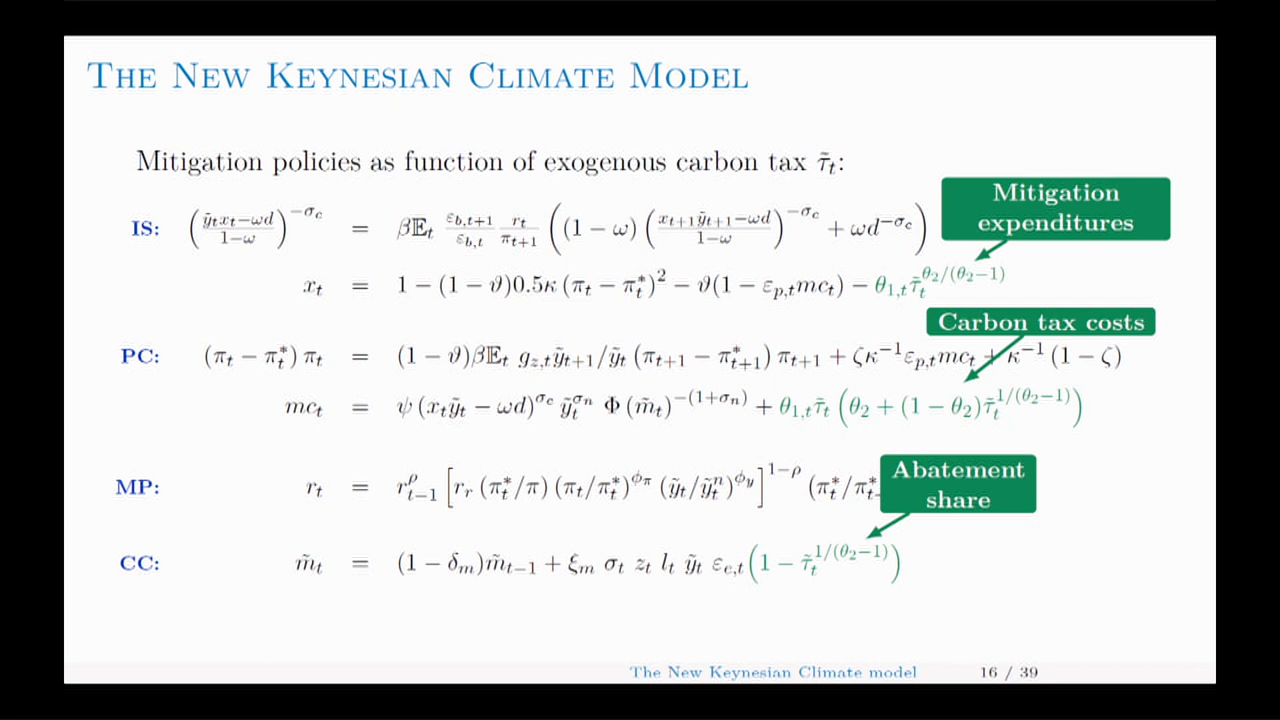 The New Keynesian Climate Model
Mitigation policies as function of exogenous carbon tax τ̃_t:
Mitigation
expenditures
IS: ((ỹ_t x_t − ωd)/(1−ω))^{−σ_c} = β𝔼_t (ε_{b,t+1}/ε_{b,t}) (r_t/π_{t+1}) ((1 − ω) ((x_{t+1}ỹ_{t+1} − ωd)/(1−ω))^{−σ_c} + ωd^{−σ_c})
x_t = 1 − (1 − ϑ)0.5κ (π_t − π_t^*)^2 − ϑ(1 − ε_{p,t}mc_t) − θ_{1,t}τ̃_t^{θ_2/(θ_2−1)}
Carbon tax costs
PC: (π_t − π_t^*) π_t = (1 − ϑ)β𝔼_t g_{z,t}ỹ_{t+1}/ỹ_t (π_{t+1} − π_{t+1}^*) π_{t+1} + ζκ^{−1}ε_{p,t}mc_t + κ^{−1} (1 − ζ)
mc_t = ψ (x_tỹ_t − ωd)^{σ_c} ỹ_t^{σ_n} Φ (m̃_t)^{−(1+σ_n)} + θ_{1,t}τ̃_t (θ_2 + (1 − θ_2)τ̃_t^{1/(θ_2−1)})
Abatement
share
MP: r_t = r_{t−1}^ρ [r_r (π_t^*/π) (π_t/π_t^*)^{φ_π} (ỹ_t/ỹ_t^n)^{φ_y}]^{1−ρ} (π_t^*/π_t^*
CC: m̃_t = (1 − δ_m)m̃_{t−1} + ξ_m σ_t z_t l_t ỹ_t ε_{e,t} (1 − τ̃_t^{1/(θ_2−1)})
The New Keynesian Climate model 16 / 39